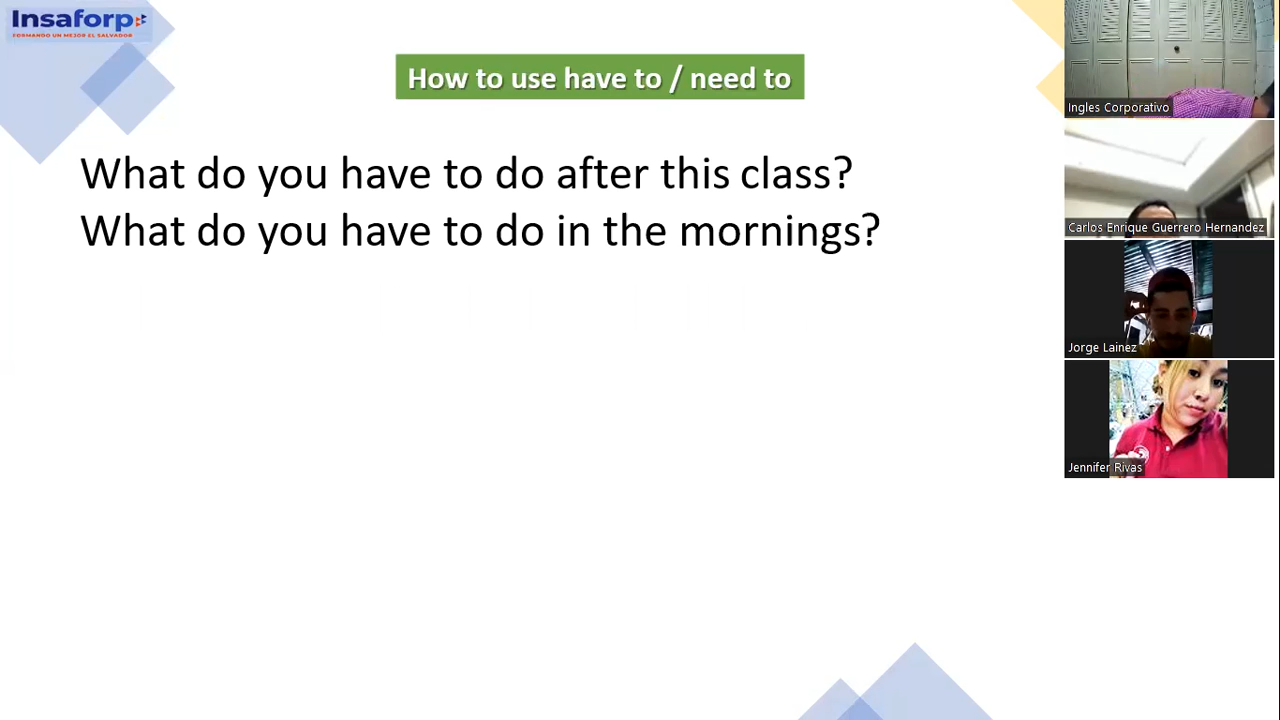 Insaforp
FORMANDO UN MEJOR EL SALVADOR
How to use have to / need to
What do you have to do after this class?
What do you have to do in the mornings?
Ingles Corporativo
Carlos Enrique Guerrero Hernandez
Jorge Lainez
Jennifer Rivas